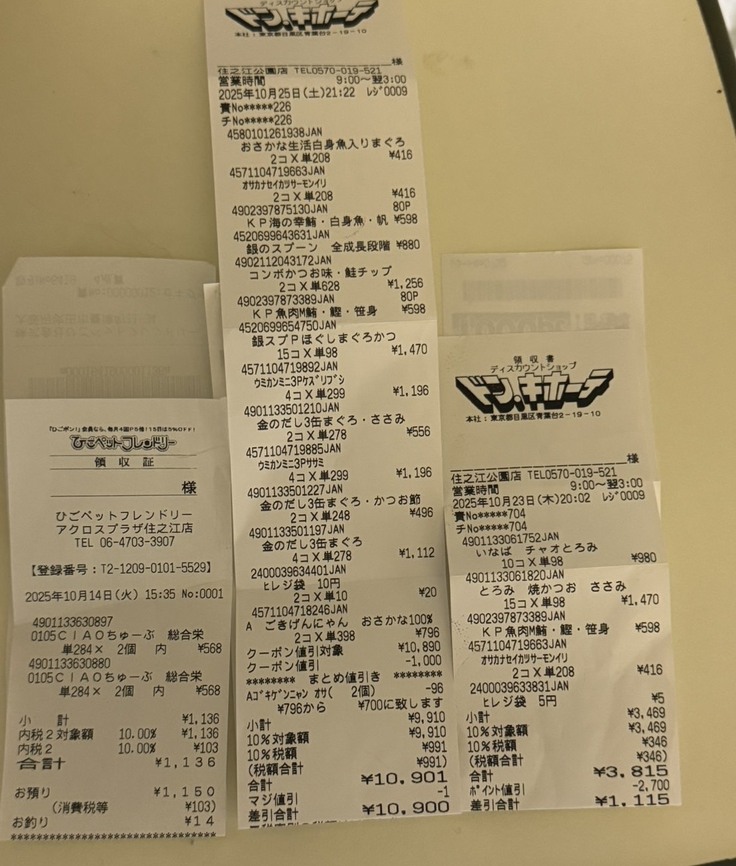 「ひごポン!」会員なら、毎月4回「5倍!15日は5%OFF!
ひごペットフレンドリー
領収証
様
ひごペットフレンドリー
アクロスプラザ住之江店
TEL 06-4703-3907
【登録番号:T2-1209-0101-5529】
2025年10月14日(火) 15:35 No:0001
4901133630897
0105CIAOちゅーぶ 総合栄
単284× 2個 内 ¥568
4901133630880
0105CIAOちゅーぶ 総合栄
単284× 2個 内 ¥568
小 計 ¥1,136
内税2対象額 10.00% ¥1,136
内税2 10.00% ¥103
合計 ¥1,136
お預り ¥1,150
(消費税等 ¥103)
お釣り ¥14
********************************
ディスカウントショップ
ドン.キホーテ
本社:東京都目黒区青葉台2-19-10
様
住之江公園店 TEL0570-019-521
営業時間 9:00~翌3:00
2025年10月25日(土)21:22 レジ0009
責No*****226
チNo*****226
4580101261938JAN
おさかな生活白身魚入りまぐろ
2コX単208 ¥416
4571104719663JAN
オサカナセイカツサーモンイリ
2コX単208 ¥416
4902397875130JAN 80P
KP海の幸鮪・白身魚・帆 ¥598
4520699643631JAN
銀のスプーン 全成長段階 ¥880
4902112043172JAN
コンボかつお味・鮭チップ
2コX単628 ¥1,256
4902397873389JAN 80P
KP魚肉M鮪・鰹・笹身 ¥598
4520699654750JAN
銀スプPほぐしまぐろかつ
15コX単98 ¥1,470
4571104719892JAN
ウミカンミニ3Pケズリブシ
4コX単299 ¥1,196
4901133501210JAN
金のだし3缶まぐろ・ささみ
2コX単278 ¥556
4571104719885JAN
ウミカンミニ3Pササミ
4コX単299 ¥1,196
4901133501227JAN
金のだし3缶まぐろ・かつお節
2コX単248 ¥496
4901133501197JAN
金のだし3缶まぐろ
4コX単278 ¥1,112
2400039634401JAN
ヒレジ袋 10円
2コX単10 ¥20
4571104718246JAN
A ごきげんにゃん おさかな100%
2コX単398 ¥796
クーポン値引対象 ¥10,890
クーポン値引 -1,000
******** まとめ値引き ********
Aゴキゲンニャン オサ( 2個) -96
¥796から ¥700に致します
小計 ¥9,910
10%対象額 ¥9,910
10%税額 ¥991
(税額合計 ¥991)
合計 ¥10,901
マジ値引 -1
差引合計 ¥10,900
領収書
ディスカウントショップ
ドン.キホーテ
本社:東京都目黒区青葉台2-19-10
様
住之江公園店 TEL0570-019-521
営業時間 9:00~翌3:00
2025年10月23日(木)20:02 レジ0009
責No*****704
チNo*****704
4901133061752JAN
いなば チャオとろみ
10コX単98 ¥980
4901133061820JAN
とろみ 焼かつお ささみ
15コX単98 ¥1,470
4902397873389JAN
KP魚肉M鮪・鰹・笹身 ¥598
4571104719663JAN
オサカナセイカツサーモンイリ
2コX単208 ¥416
2400039633831JAN
ヒレジ袋 5円 ¥5
小計 ¥3,469
10%対象額 ¥3,469
10%税額 ¥346
(税額合計 ¥346)
合計 ¥3,815
ポイント値引 -2,700
差引合計 ¥1,115